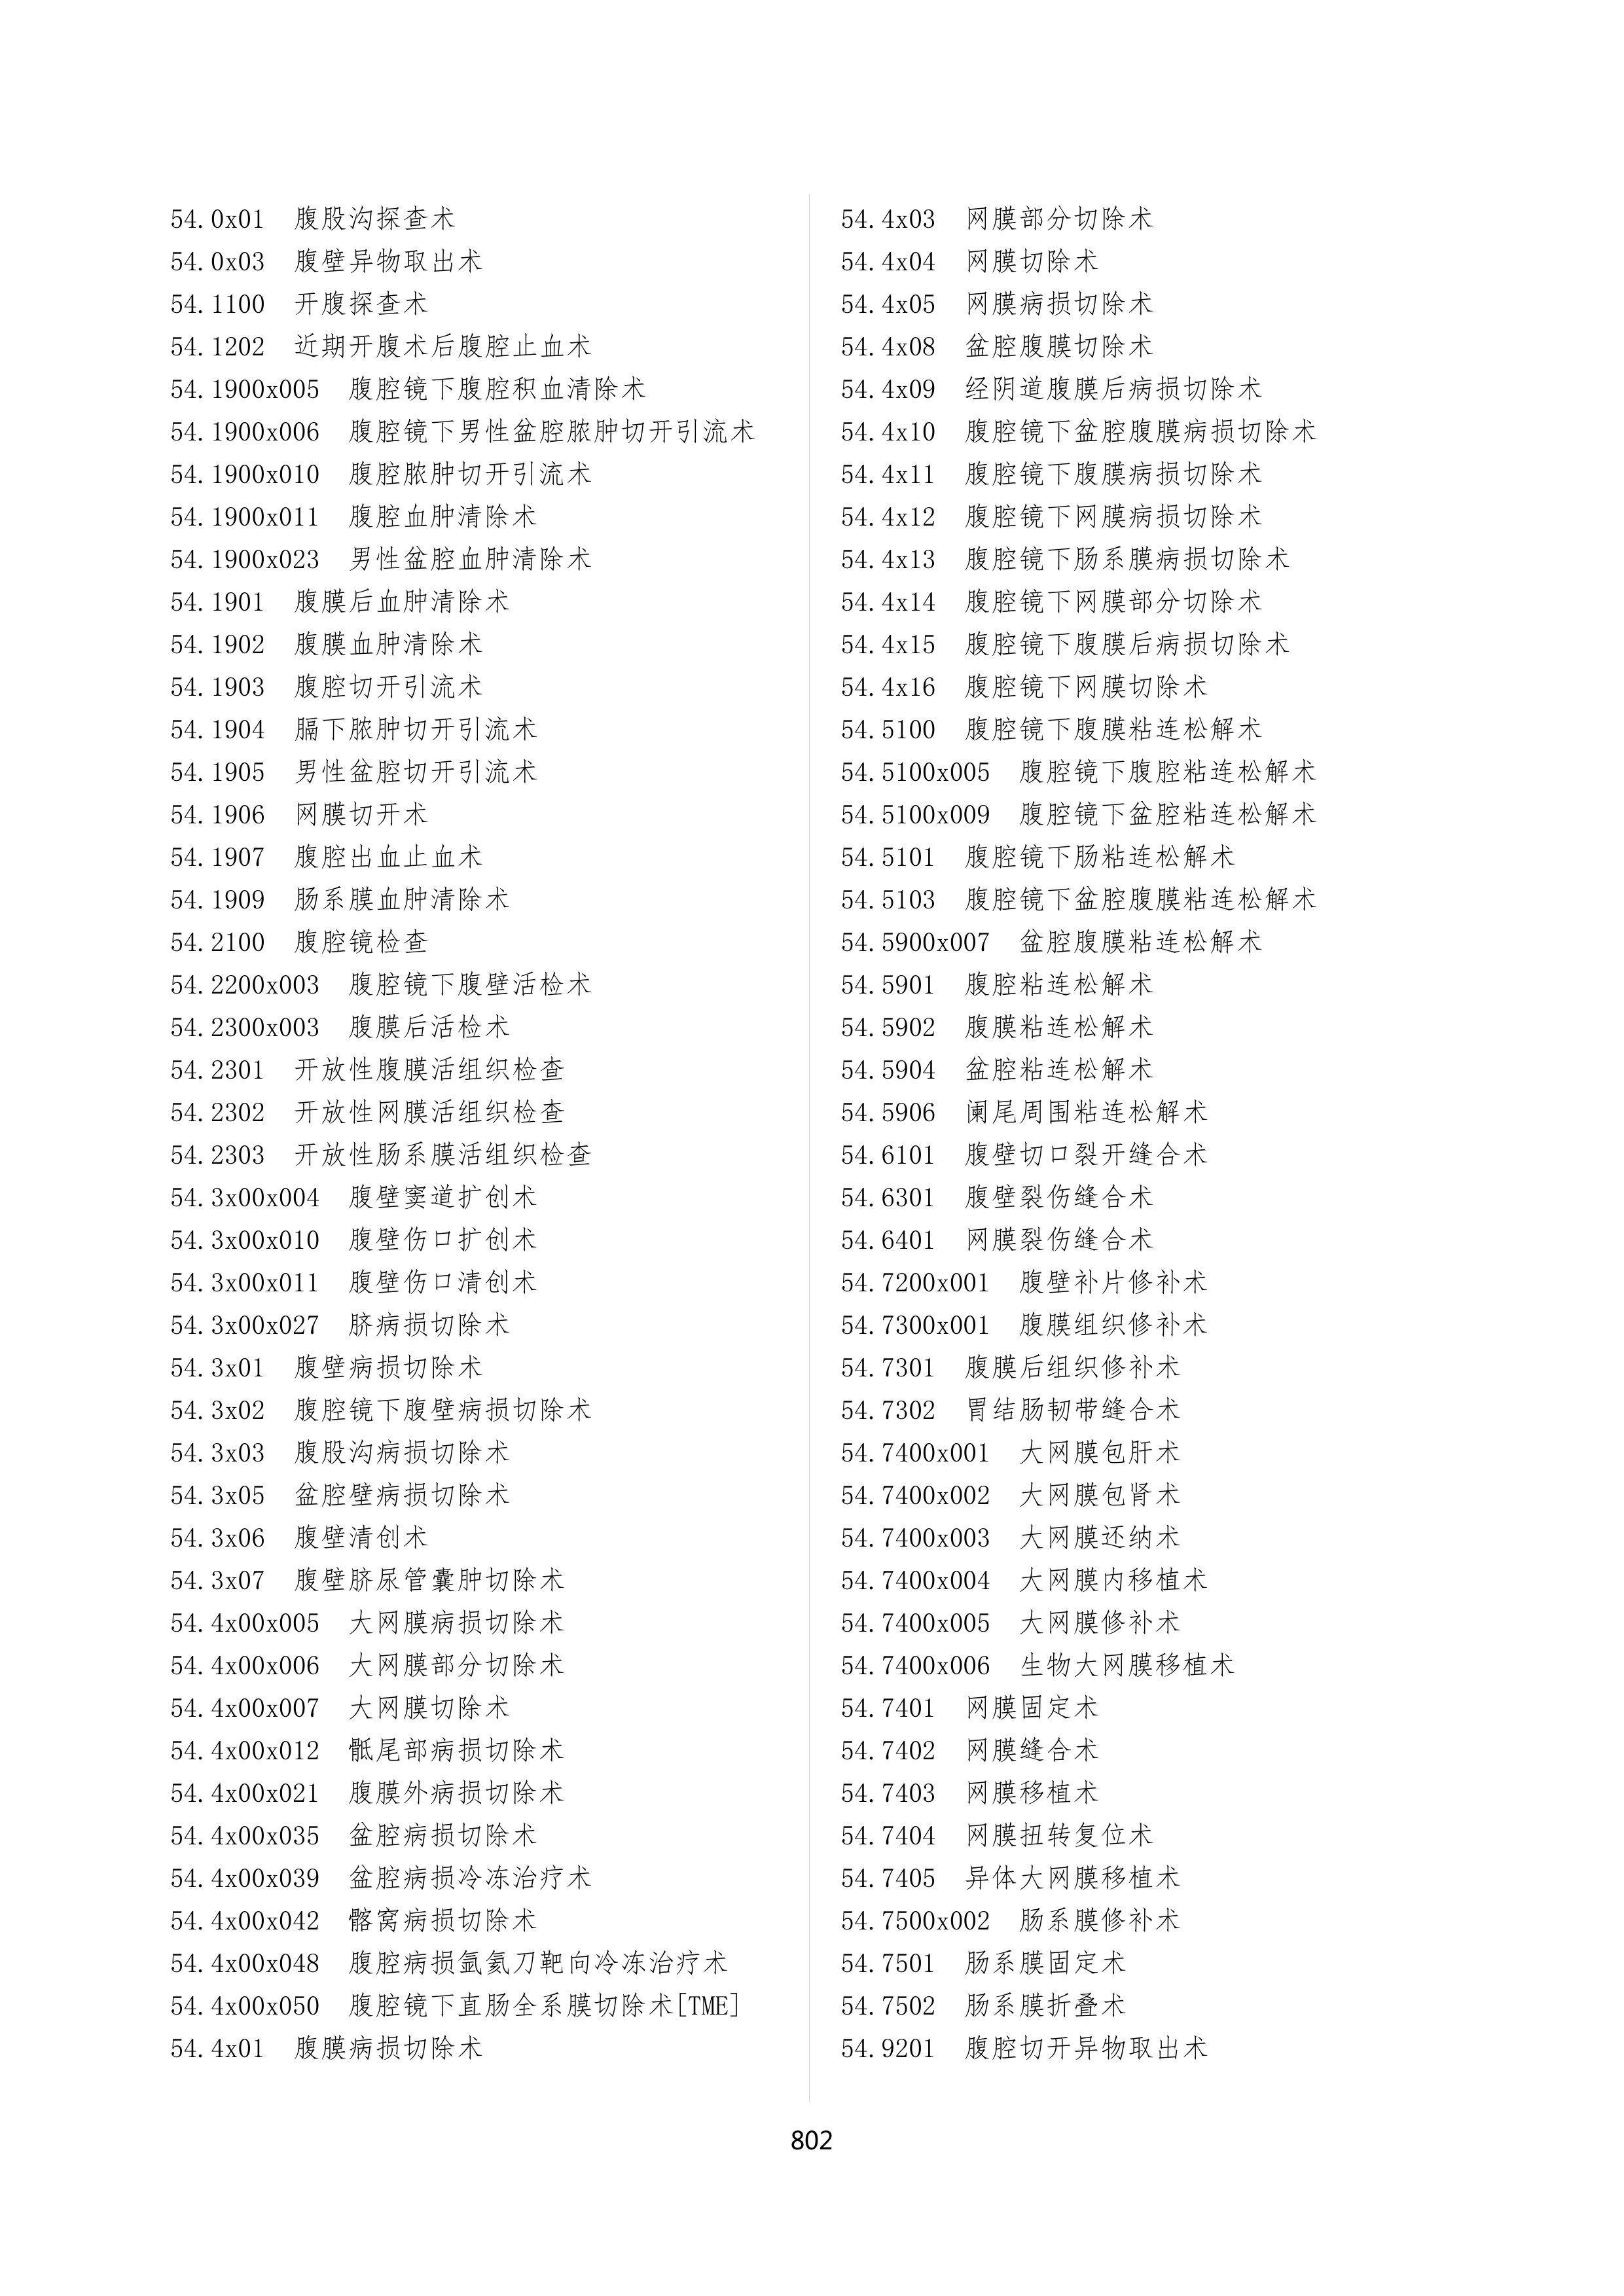 54.0x01 腹股沟探查术
54.0x03 腹壁异物取出术
54.1100 开腹探查术
54.1202 近期开腹术后腹腔止血术
54.1900x005 腹腔镜下腹腔积血清除术
54.1900x006 腹腔镜下男性盆腔脓肿切开引流术
54.1900x010 腹腔脓肿切开引流术
54.1900x011 腹腔血肿清除术
54.1900x023 男性盆腔血肿清除术
54.1901 腹膜后血肿清除术
54.1902 腹膜血肿清除术
54.1903 腹腔切开引流术
54.1904 膈下脓肿切开引流术
54.1905 男性盆腔切开引流术
54.1906 网膜切开术
54.1907 腹腔出血止血术
54.1909 肠系膜血肿清除术
54.2100 腹腔镜检查
54.2200x003 腹腔镜下腹壁活检术
54.2300x003 腹膜后活检术
54.2301 开放性腹膜活组织检查
54.2302 开放性网膜活组织检查
54.2303 开放性肠系膜活组织检查
54.3x00x004 腹壁窦道扩创术
54.3x00x010 腹壁伤口扩创术
54.3x00x011 腹壁伤口清创术
54.3x00x027 脐病损切除术
54.3x01 腹壁病损切除术
54.3x02 腹腔镜下腹壁病损切除术
54.3x03 腹股沟病损切除术
54.3x05 盆腔壁病损切除术
54.3x06 腹壁清创术
54.3x07 腹壁脐尿管囊肿切除术
54.4x00x005 大网膜病损切除术
54.4x00x006 大网膜部分切除术
54.4x00x007 大网膜切除术
54.4x00x012 骶尾部病损切除术
54.4x00x021 腹膜外病损切除术
54.4x00x035 盆腔病损切除术
54.4x00x039 盆腔病损冷冻治疗术
54.4x00x042 髂窝病损切除术
54.4x00x048 腹腔病损氩氦刀靶向冷冻治疗术
54.4x00x050 腹腔镜下直肠全系膜切除术[TME]
54.4x01 腹膜病损切除术
54.4x03 网膜部分切除术
54.4x04 网膜切除术
54.4x05 网膜病损切除术
54.4x08 盆腔腹膜切除术
54.4x09 经阴道腹膜后病损切除术
54.4x10 腹腔镜下盆腔腹膜病损切除术
54.4x11 腹腔镜下腹膜病损切除术
54.4x12 腹腔镜下网膜病损切除术
54.4x13 腹腔镜下肠系膜病损切除术
54.4x14 腹腔镜下网膜部分切除术
54.4x15 腹腔镜下腹膜后病损切除术
54.4x16 腹腔镜下网膜切除术
54.5100 腹腔镜下腹膜粘连松解术
54.5100x005 腹腔镜下腹腔粘连松解术
54.5100x009 腹腔镜下盆腔粘连松解术
54.5101 腹腔镜下肠粘连松解术
54.5103 腹腔镜下盆腔腹膜粘连松解术
54.5900x007 盆腔腹膜粘连松解术
54.5901 腹腔粘连松解术
54.5902 腹膜粘连松解术
54.5904 盆腔粘连松解术
54.5906 阑尾周围粘连松解术
54.6101 腹壁切口裂开缝合术
54.6301 腹壁裂伤缝合术
54.6401 网膜裂伤缝合术
54.7200x001 腹壁补片修补术
54.7300x001 腹膜组织修补术
54.7301 腹膜后组织修补术
54.7302 胃结肠韧带缝合术
54.7400x001 大网膜包肝术
54.7400x002 大网膜包肾术
54.7400x003 大网膜还纳术
54.7400x004 大网膜内移植术
54.7400x005 大网膜修补术
54.7400x006 生物大网膜移植术
54.7401 网膜固定术
54.7402 网膜缝合术
54.7403 网膜移植术
54.7404 网膜扭转复位术
54.7405 异体大网膜移植术
54.7500x002 肠系膜修补术
54.7501 肠系膜固定术
54.7502 肠系膜折叠术
54.9201 腹腔切开异物取出术
802